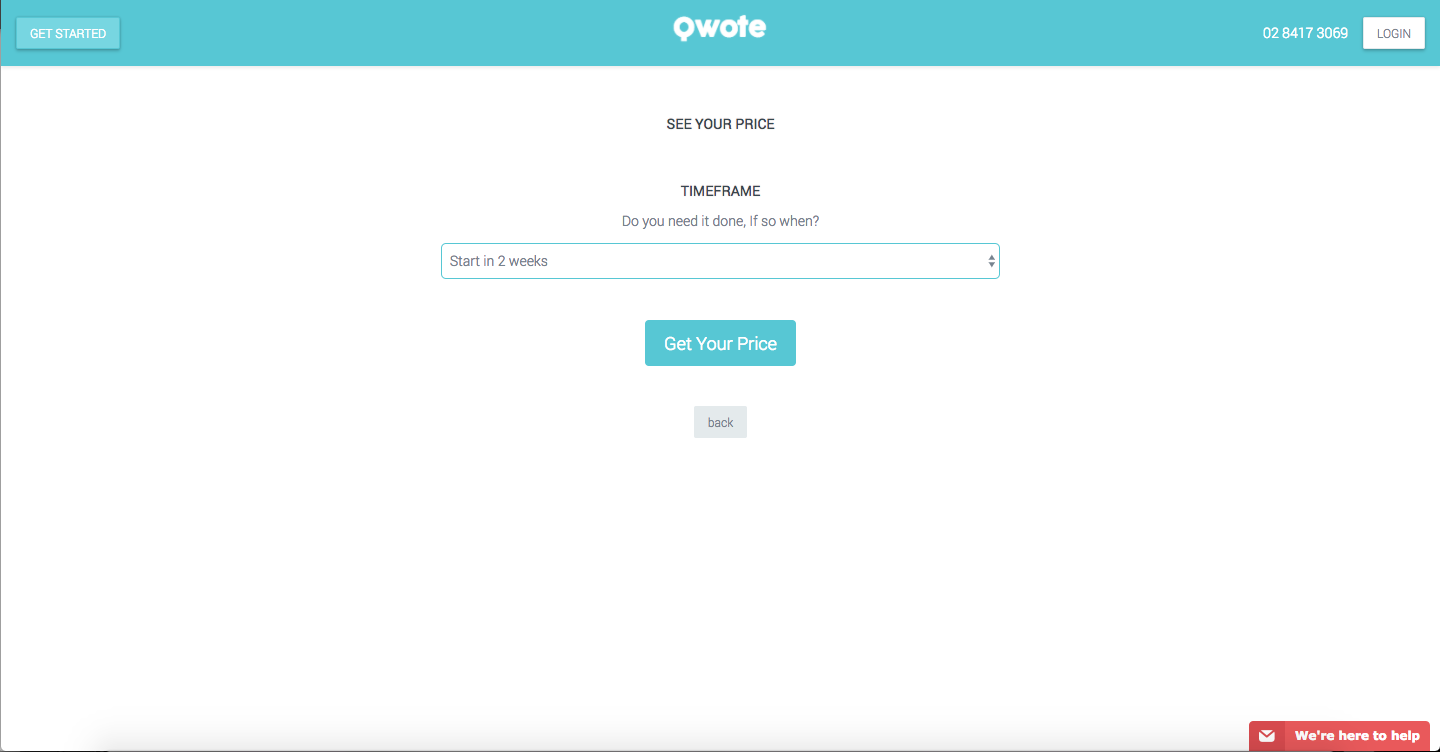 GET STARTED
Qwote
02 8417 3069
LOGIN
SEE YOUR PRICE
TIMEFRAME
Do you need it done, If so when?
Start in 2 weeks
Get Your Price
back
We're here to help